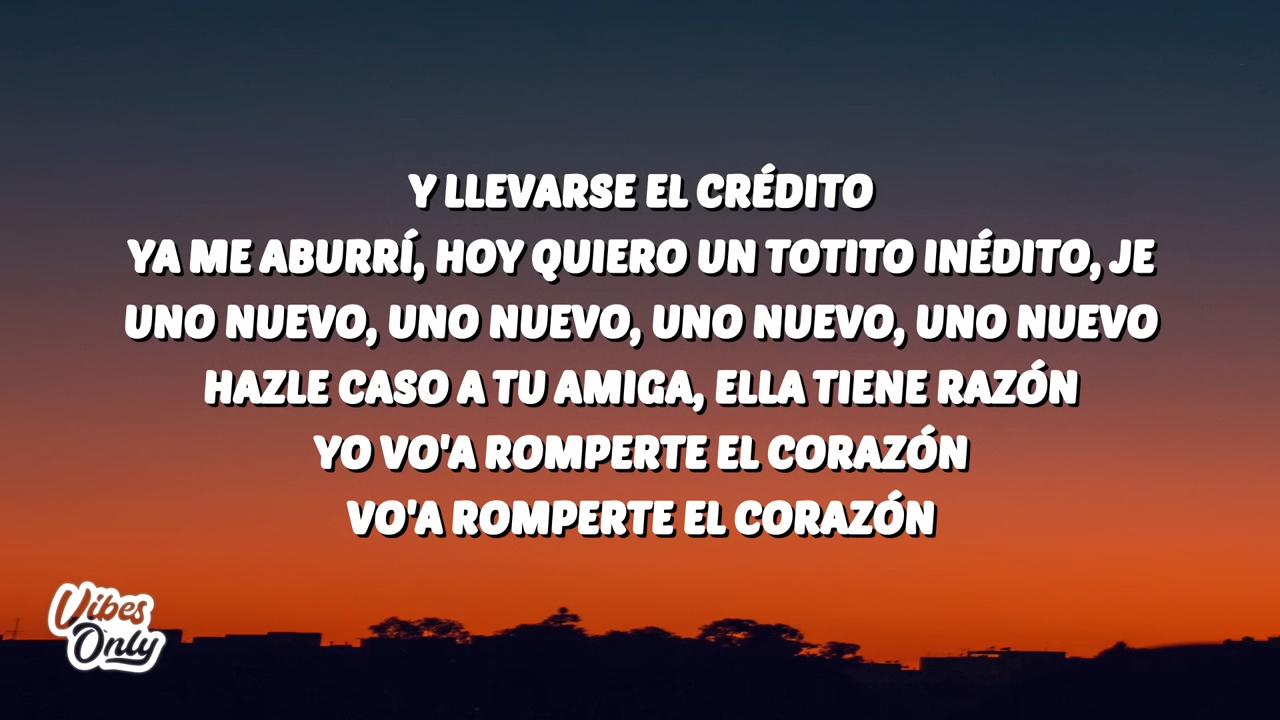 Y LLEVARSE EL CRÉDITO
YA ME ABURRÍ, HOY QUIERO UN TOTITO INÉDITO, JE
UNO NUEVO, UNO NUEVO, UNO NUEVO, UNO NUEVO
HAZLE CASO A TU AMIGA, ELLA TIENE RAZÓN
YO VO'A ROMPERTE EL CORAZÓN
VO'A ROMPERTE EL CORAZÓN
Vibes
Only